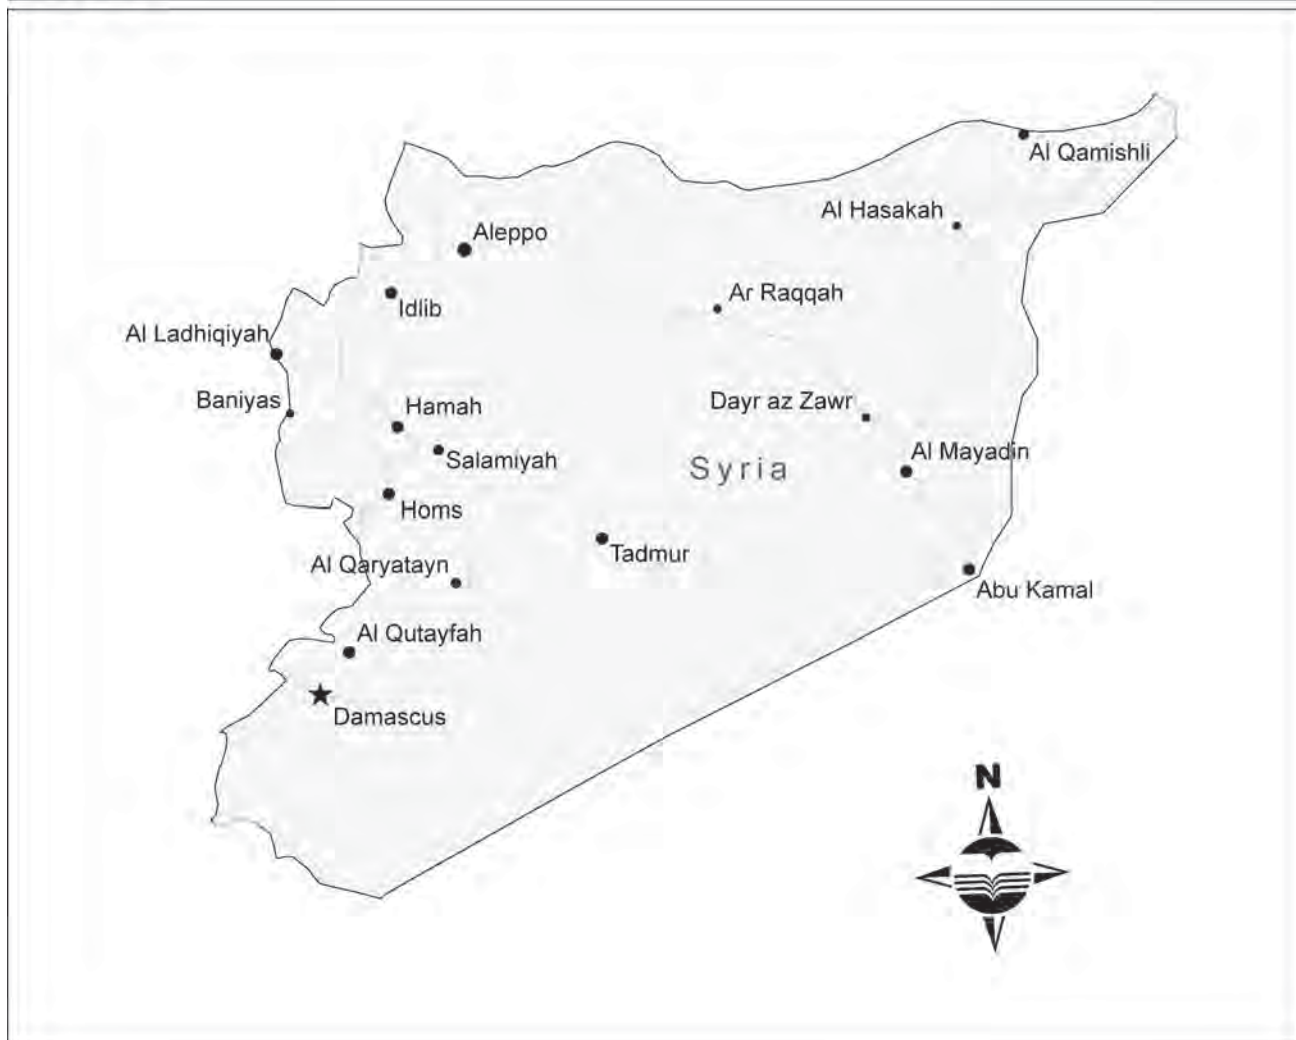 Al Qamishli
Al Hasakah
Aleppo
Ar Raqqah
Idlib
Al Ladhiqiyah
Baniyas
Hamah
Dayr az Zawr
Salamiyah
Syria
Al Mayadin
Homs
Tadmur
Al Qaryatayn
Abu Kamal
Al Qutayfah
Damascus
N